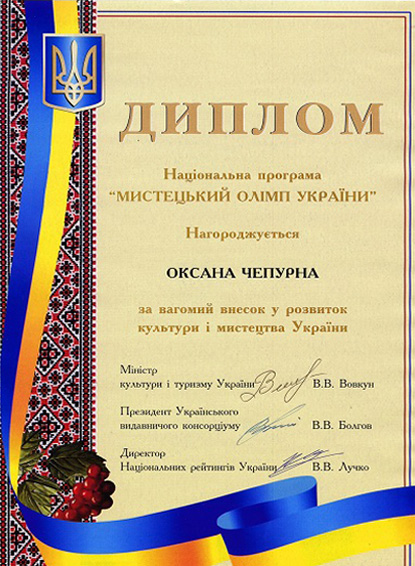 ДИПЛОМ
Національна програма
“МИСТЕЦЬКИЙ ОЛІМП УКРАЇНИ”
Нагороджується
ОКСАНА ЧЕПУРНА
за вагомий внесок у розвиток
культури і мистецтва України
Міністр
культури і туризму України В.В. Вовкун
Президент Українського
видавничого консорціуму В.В. Болгов
Директор
Національних рейтингів України В.В. Лучко